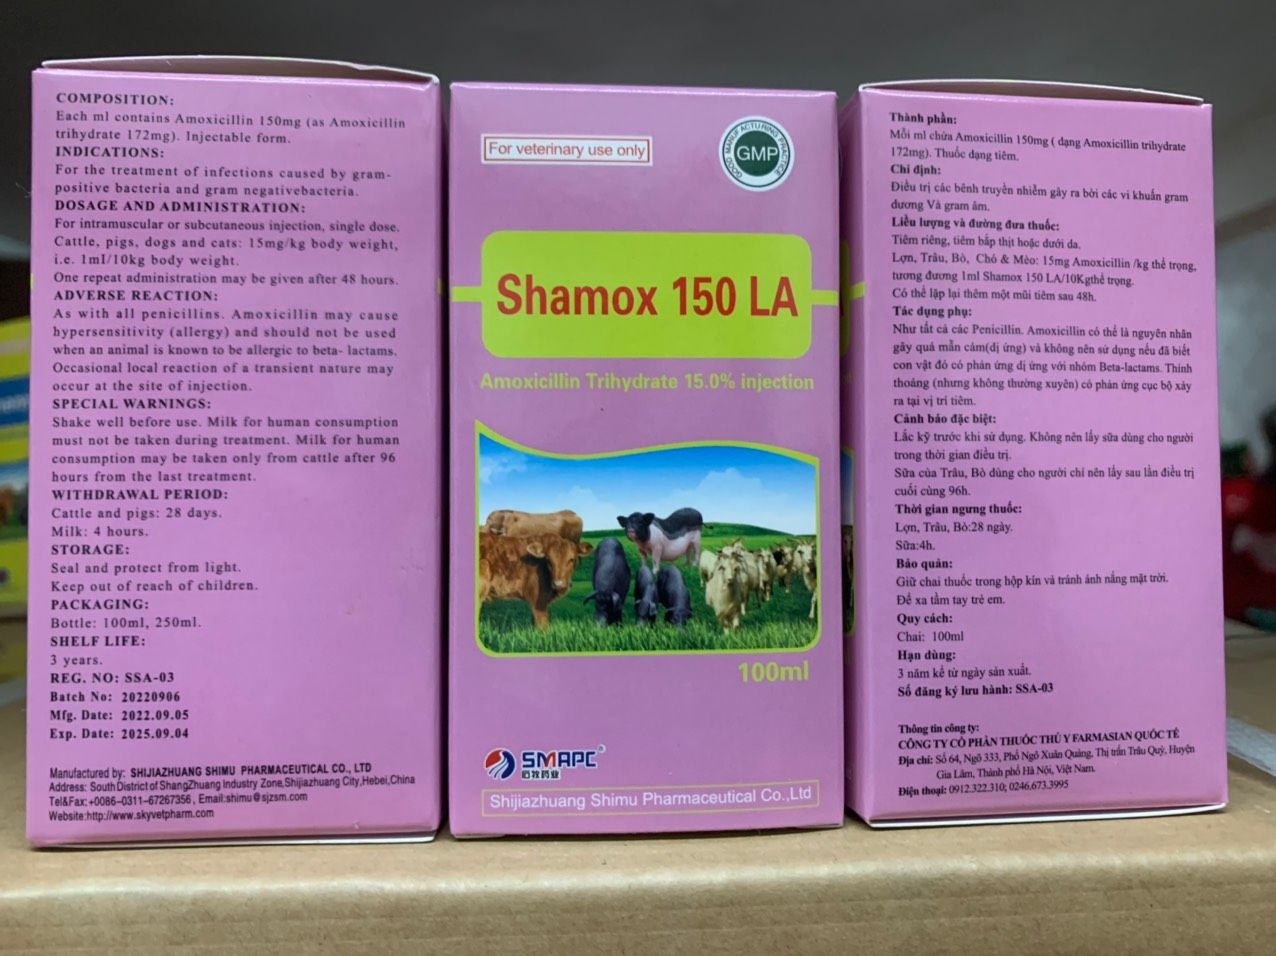 COMPOSITION:
Each ml contains Amoxicillin 150mg (as Amoxicillin
trihydrate 172mg). Injectable form.
INDICATIONS:
For the treatment of infections caused by gram-
positive bacteria and gram negativebacteria.
DOSAGE AND ADMINISTRATION:
For intramuscular or subcutaneous injection, single dose.
Cattle, pigs, dogs and cats: 15mg/kg body weight,
i.e. 1ml/10kg body weight.
One repeat administration may be given after 48 hours.
ADVERSE REACTION:
As with all penicillins. Amoxicillin may cause
hypersensitivity (allergy) and should not be used
when an animal is known to be allergic to beta- lactams.
Occasional local reaction of a transient nature may
occur at the site of injection.
SPECIAL WARNINGS:
Shake well before use. Milk for human consumption
must not be taken during treatment. Milk for human
consumption may be taken only from cattle after 96
hours from the last treatment.
WITHDRAWAL PERIOD:
Cattle and pigs: 28 days.
Milk: 4 hours.
STORAGE:
Seal and protect from light.
Keep out of reach of children.
PACKAGING:
Bottle: 100ml, 250ml.
SHELF LIFE:
3 years.
REG. NO: SSA-03
Batch No: 20220906
Mfg. Date: 2022.09.05
Exp. Date: 2025.09.04
Manufactured by: SHIJIAZHUANG SHIMU PHARMACEUTICAL CO., LTD
Address: South District of ShangZhuang Industry Zone,Shijiazhuang City,Hebei,China
Tel&Fax:+0086-0311-67267356, Email:shimu@sjzsm.com
Website:http://www.skyvetpharm.com
For veterinary use only
GOOD MANUFACTURING PRACTICE
GMP
Shamox 150 LA
Amoxicillin Trihydrate 15.0% injection
100ml
SMAPC®
石牧药业
Shijiazhuang Shimu Pharmaceutical Co.,Ltd
Thành phần:
Mỗi ml chứa Amoxicillin 150mg ( dạng Amoxicillin trihydrate
172mg). Thuốc dạng tiêm.
Chỉ định:
Điều trị các bênh truyền nhiễm gây ra bởi các vi khuẩn gram
dương Và gram âm.
Liều lượng và đường đưa thuốc:
Tiêm riêng, tiêm bắp thịt hoặc dưới da.
Lợn, Trâu, Bò, Chó & Mèo: 15mg Amoxicillin /kg thể trọng,
tương đương 1ml Shamox 150 LA/10Kgthể trọng.
Có thể lặp lại thêm một mũi tiêm sau 48h.
Tác dụng phụ:
Như tất cả các Penicillin. Amoxicillin có thể là nguyên nhân
gây quá mẫn cảm(dị ứng) và không nên sử dụng nếu đã biết
con vật đó có phản ứng dị ứng với nhóm Beta-lactams. Thỉnh
thoảng (nhưng không thường xuyên) có phản ứng cục bộ xảy
ra tại vị trí tiêm.
Cảnh báo đặc biệt:
Lắc kỹ trước khi sử dụng. Không nên lấy sữa dùng cho người
trong thời gian điều trị.
Sữa của Trâu, Bò dùng cho người chỉ nên lấy sau lần điều trị
cuối cùng 96h.
Thời gian ngưng thuốc:
Lợn, Trâu, Bò:28 ngày.
Sữa:4h.
Bảo quản:
Giữ chai thuốc trong hộp kín và tránh ánh nắng mặt trời.
Để xa tầm tay trẻ em.
Quy cách:
Chai: 100ml
Hạn dùng:
3 năm kể từ ngày sản xuất.
Số đăng ký lưu hành: SSA-03
Thông tin công ty:
CÔNG TY CỔ PHẦN THUỐC THÚ Y FARMASIAN QUỐC TẾ
Địa chỉ: Số 64, Ngõ 333, Phố Ngô Xuân Quảng, Thị trấn Trâu Quỳ, Huyện
Gia Lâm, Thành phố Hà Nội, Việt Nam.
Điện thoại: 0912.322.310; 0246.673.3995